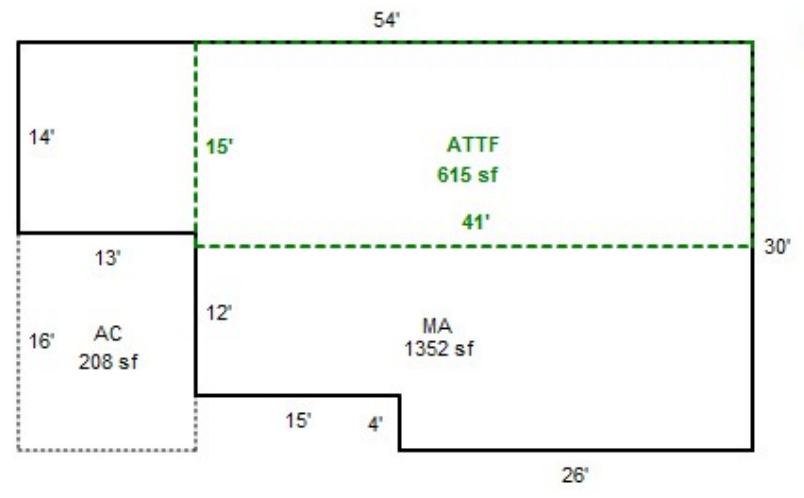 54'
14'
15'
ATTF
615 sf
41'
30'
13'
12'
16'
AC
208 sf
MA
1352 sf
15'
4'
26'